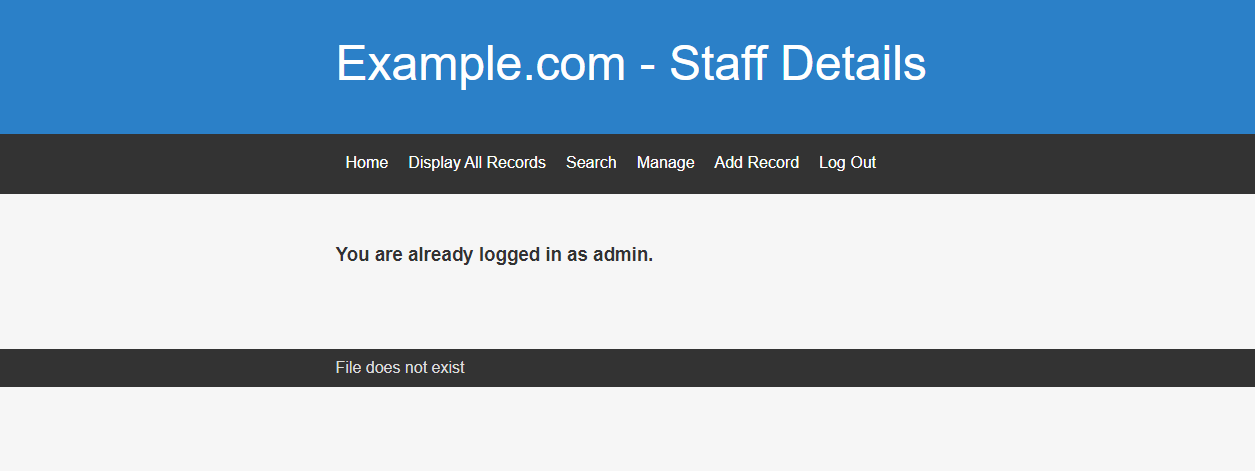 Example.com - Staff Details
Home Display All Records Search Manage Add Record Log Out
You are already logged in as admin.
File does not exist